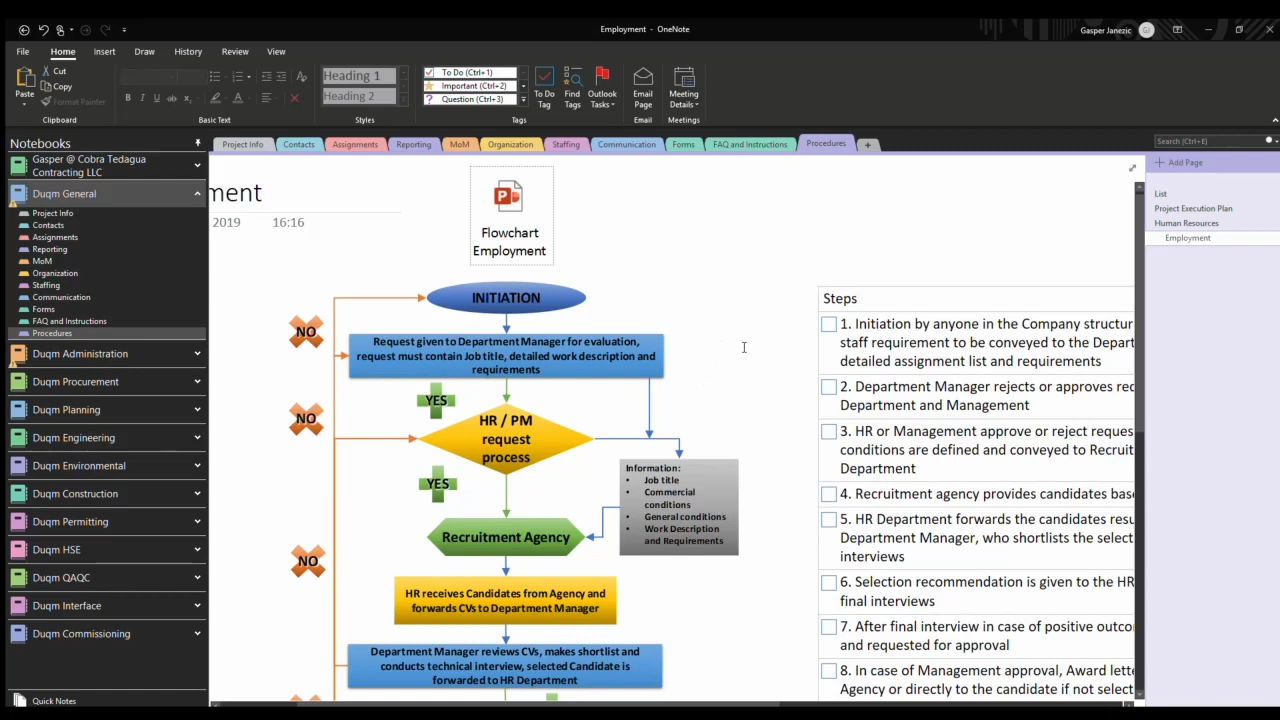 Employment - OneNote
Gasper Janezic
File Home Insert Draw History Review View
Paste
Cut
Copy
Format Painter
Clipboard
B I U ab x
A
Basic Text
Heading 1
Heading 2
Styles
To Do (Ctrl+1)
Important (Ctrl+2)
? Question (Ctrl+3)
To Do
Tag
Find
Tags
Outlook
Tasks
Tags
Email
Page
Email
Meeting
Details
Meetings
Notebooks
Gasper @ Cobra Tedagua
Contracting LLC
Duqm General
Project Info
Contacts
Assignments
Reporting
MoM
Organization
Staffing
Communication
Forms
FAQ and Instructions
Procedures
Duqm Administration
Duqm Procurement
Duqm Planning
Duqm Engineering
Duqm Environmental
Duqm Construction
Duqm Permitting
Duqm HSE
Duqm QAQC
Duqm Interface
Duqm Commissioning
Quick Notes
Project Info Contacts Assignments Reporting MoM Organization Staffing Communication Forms FAQ and Instructions Procedures +
Search (Ctrl+E)
ment
2019 16:16
Flowchart
Employment
INITIATION
NO
Request given to Department Manager for evaluation,
request must contain Job title, detailed work description and
requirements
YES
NO
HR / PM
request
process
YES
Information:
• Job title
• Commercial
conditions
• General conditions
• Work Description
and Requirements
Recruitment Agency
NO
HR receives Candidates from Agency and
forwards CVs to Department Manager
Department Manager reviews CVs, makes shortlist and
conducts technical interview, selected Candidate is
forwarded to HR Department
Steps
1. Initiation by anyone in the Company structur
staff requirement to be conveyed to the Depart
detailed assignment list and requirements
2. Department Manager rejects or approves rec
Department and Management
3. HR or Management approve or reject reques
conditions are defined and conveyed to Recruit
Department
4. Recruitment agency provides candidates base
5. HR Department forwards the candidates resu
Department Manager, who shortlists the select
interviews
6. Selection recommendation is given to the HR
final interviews
7. After final interview in case of positive outco
and requested for approval
8. In case of Management approval, Award lette
Agency or directly to the candidate if not select
Add Page
List
Project Execution Plan
Human Resources
Employment